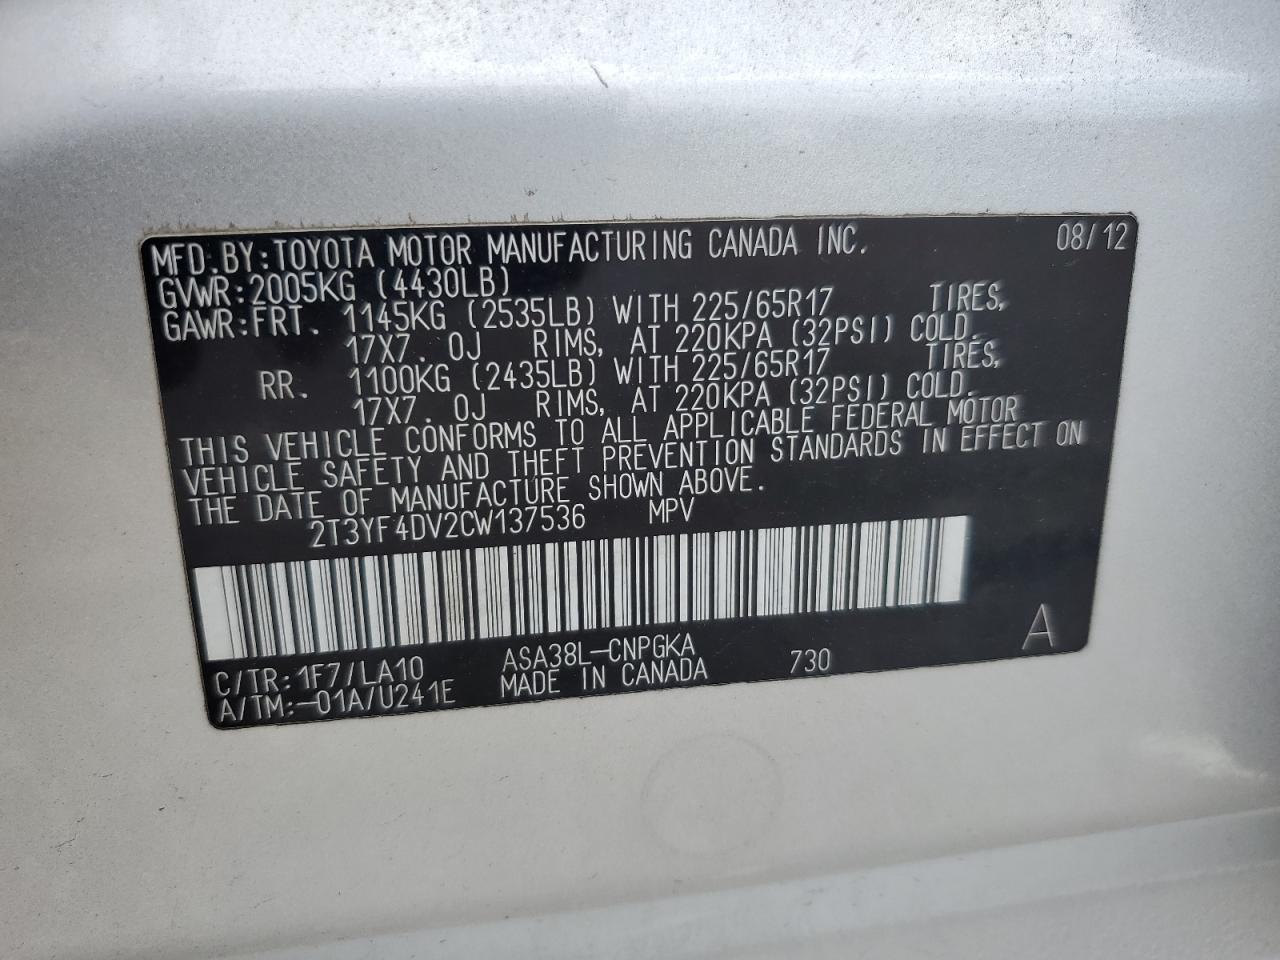 MFD.BY:TOYOTA MOTOR MANUFACTURING CANADA INC. 08/12
GVWR:2005KG (4430LB)
GAWR:FRT. 1145KG (2535LB) WITH 225/65R17 TIRES,
17X7.0J RIMS, AT 220KPA (32PSI) COLD.
RR. 1100KG (2435LB) WITH 225/65R17 TIRES,
17X7.0J RIMS, AT 220KPA (32PSI) COLD.
THIS VEHICLE CONFORMS TO ALL APPLICABLE FEDERAL MOTOR
VEHICLE SAFETY AND THEFT PREVENTION STANDARDS IN EFFECT ON
THE DATE OF MANUFACTURE SHOWN ABOVE.
2T3YF4DV2CW137536 MPV
C/TR:1F7/LA10 ASA38L-CNPGKA 730 A
A/TM:-01A/U241E MADE IN CANADA